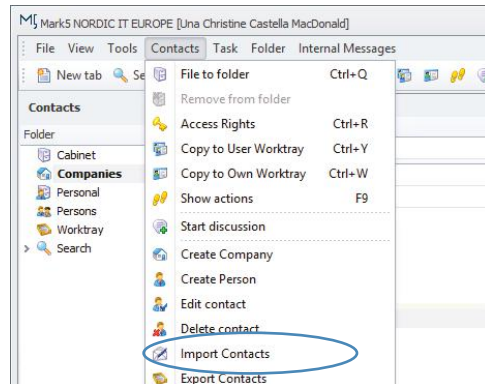 Mark5 NORDIC IT EUROPE [Una Christine Castella MacDonald]
File View Tools Contacts Task Folder Internal Messages
New tab Se
Contacts
Folder
Cabinet
Companies
Personal
Persons
Worktray
Search
File to folder Ctrl+Q
Remove from folder
Access Rights Ctrl+R
Copy to User Worktray Ctrl+Y
Copy to Own Worktray Ctrl+W
Show actions F9
Start discussion
Create Company
Create Person
Edit contact
Delete contact
Import Contacts
Export Contacts